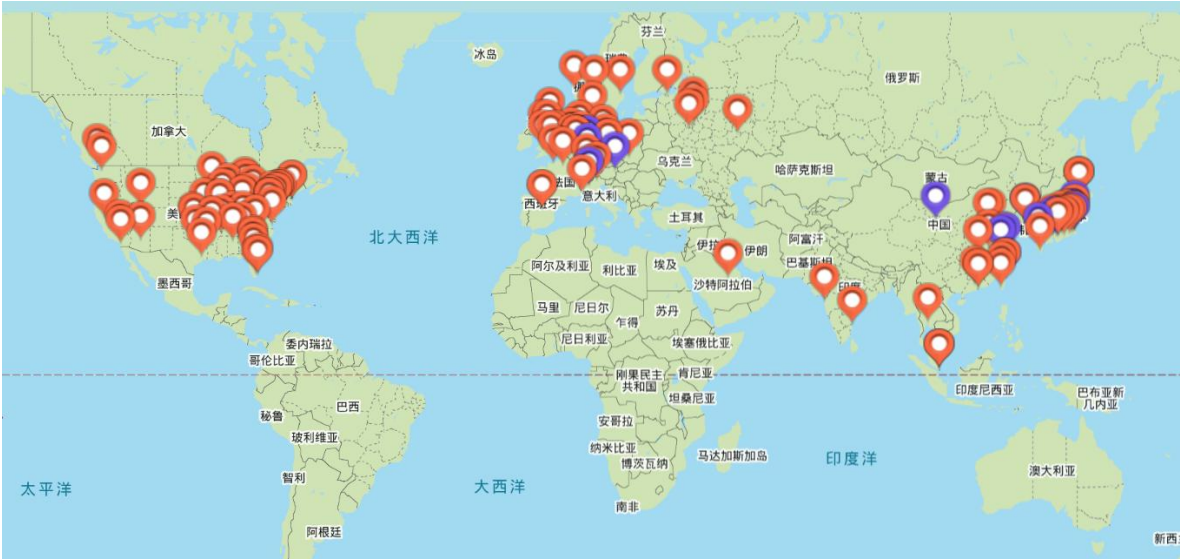 芬兰
冰岛
俄罗斯
加拿大
乌克兰
哈萨克斯坦
蒙古
法国
意大利
西班牙
土耳其
中国
北大西洋
伊朗
阿富汗
巴基斯坦
阿尔及利亚
利比亚
埃及
沙特阿拉伯
印度
墨西哥
马里
尼日尔
乍得
苏丹
尼日利亚
埃塞俄比亚
委内瑞拉
哥伦比亚
刚果民主
共和国
肯尼亚
坦桑尼亚
印度尼西亚
巴布亚新
几内亚
巴西
秘鲁
玻利维亚
安哥拉
纳米比亚
博茨瓦纳
马达加斯加岛
印度洋
澳大利亚
智利
太平洋
大西洋
南非
阿根廷